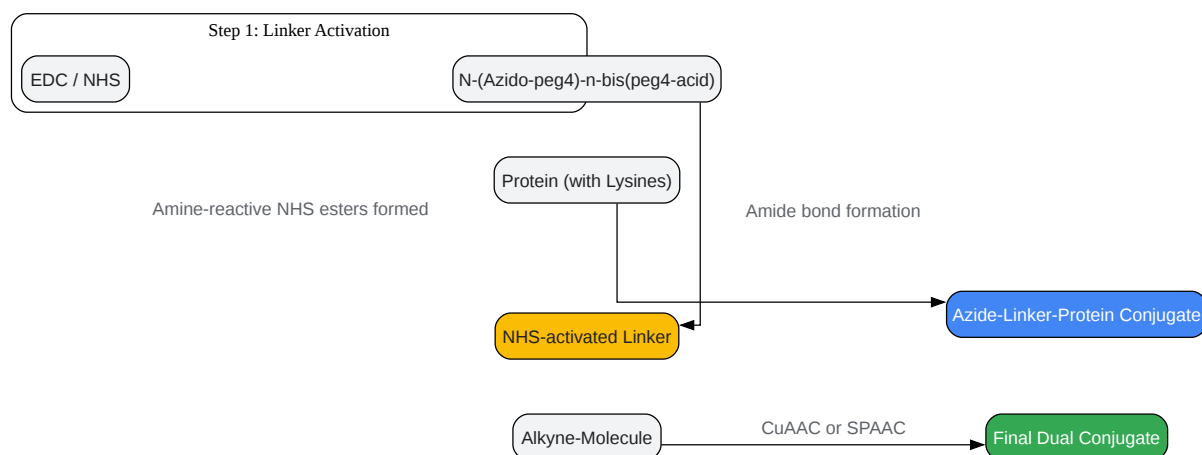 Step 1: Linker Activation
EDC / NHS
N-(Azido-peg4)-n-bis(peg4-acid)
Protein (with Lysines)
Amine-reactive NHS esters formed
Amide bond formation
Azide-Linker-Protein Conjugate
NHS-activated Linker
Alkyne-Molecule
CuAAC or SPAAC
Final Dual Conjugate